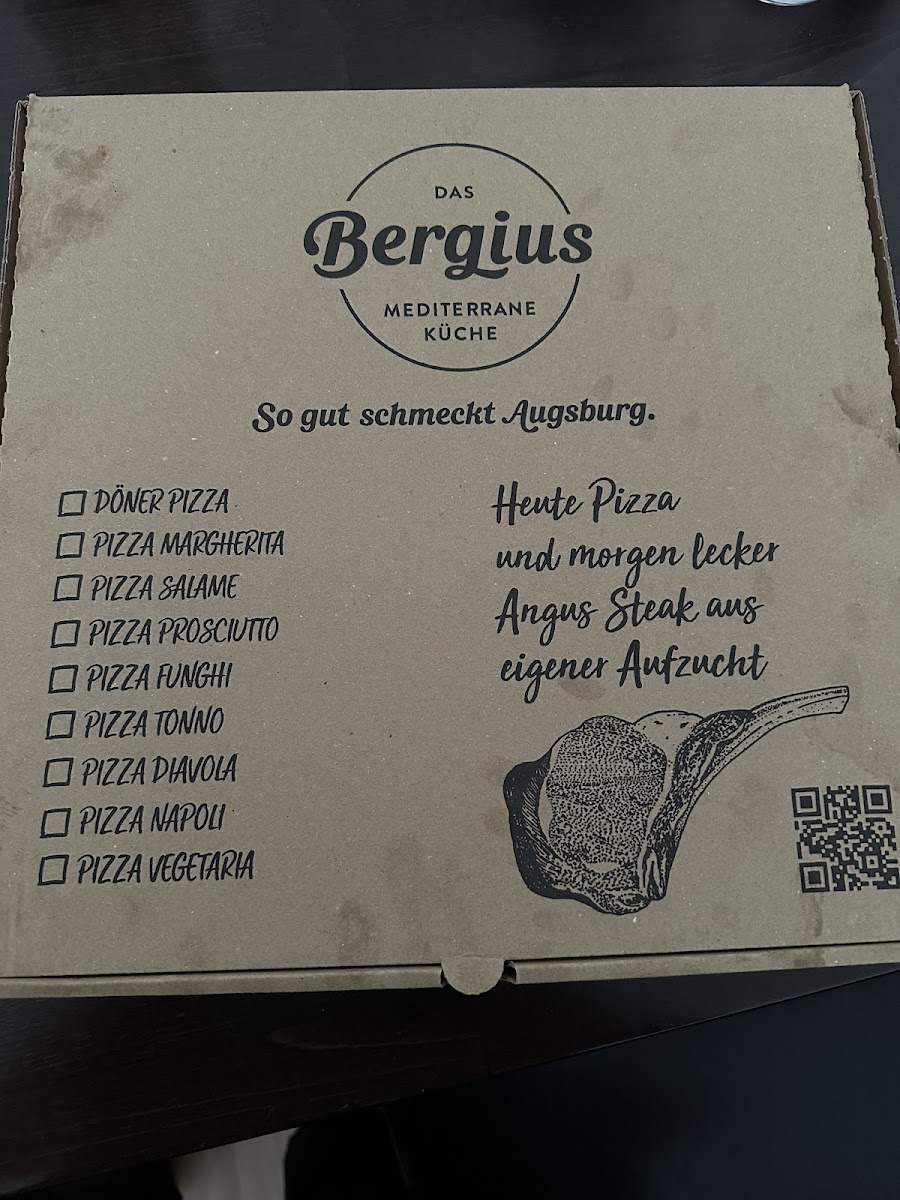 DAS
Bergius
MEDITERRANE
KÜCHE
So gut schmeckt Augsburg.
DÖNER PIZZA
PIZZA MARGHERITA
PIZZA SALAME
PIZZA PROSCIUTTO
PIZZA FUNGHI
PIZZA TONNO
PIZZA DIAVOLA
PIZZA NAPOLI
PIZZA VEGETARIA
Heute Pizza
und morgen lecker
Angus Steak aus
eigener Aufzucht